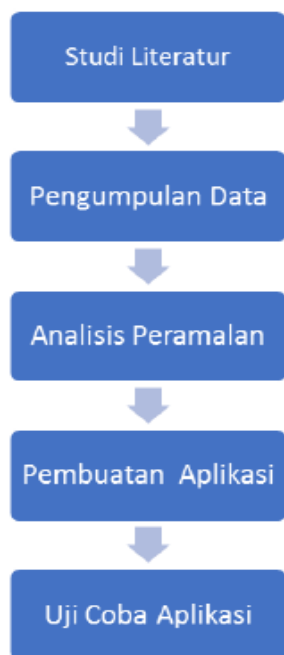 Studi Literatur
Pengumpulan Data
Analisis Peramalan
Pembuatan Aplikasi
Uji Coba Aplikasi